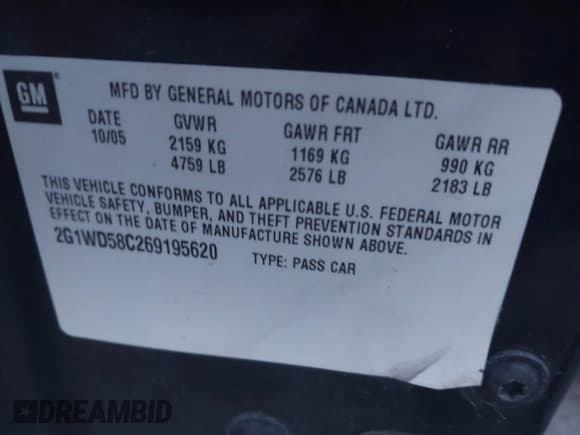 GM®
MFD BY GENERAL MOTORS OF CANADA LTD.
DATE GVWR GAWR FRT GAWR RR
10/05 2159 KG 1169 KG 990 KG
4759 LB 2576 LB 2183 LB
THIS VEHICLE CONFORMS TO ALL APPLICABLE U.S. FEDERAL MOTOR
VEHICLE SAFETY, BUMPER, AND THEFT PREVENTION STANDARDS IN
EFFECT ON THE DATE OF MANUFACTURE SHOWN ABOVE.
2G1WD58C269195620 TYPE: PASS CAR
DREAMBID